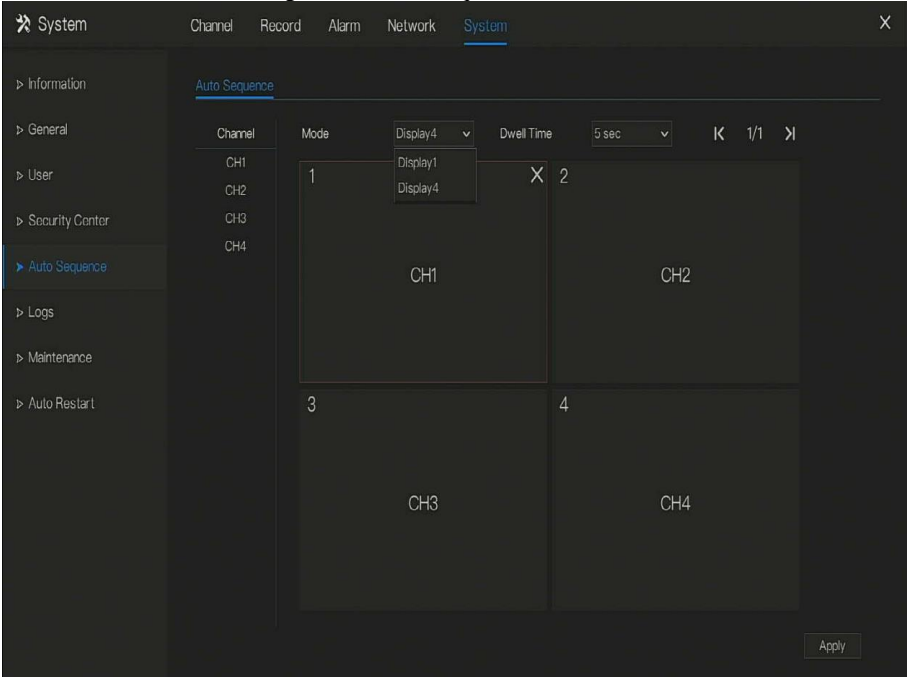 System
Channel Record Alarm Network System X
Information
General
User
Security Center
Auto Sequence
Logs
Maintenance
Auto Restart
Auto Sequence
Channel
CH1
CH2
CH3
CH4
Mode Display4 Dwell Time 5 sec 1/1
DIsplay1
Display4
1 X
CH1
2
CH2
3
CH3
4
CH4
Apply